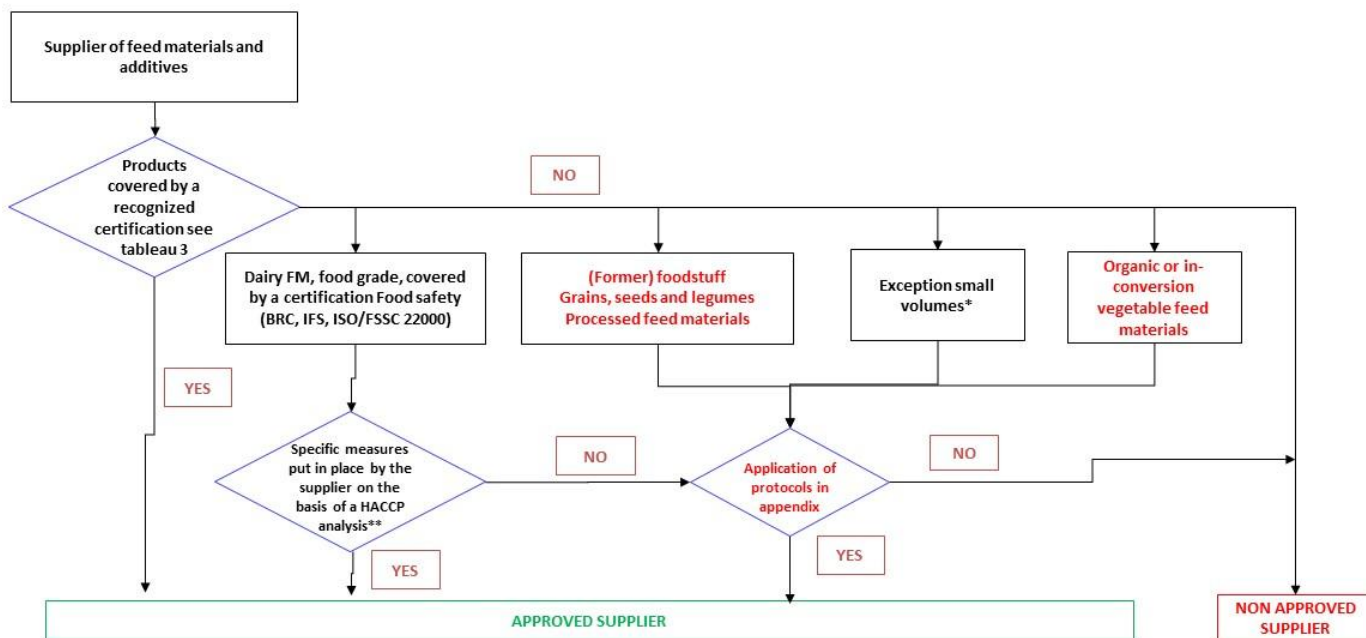 Supplier of feed materials and
additives
Products
covered by a
recognized
certification see
tableau 3
NO
Dairy FM, food grade, covered
by a certification Food safety
(BRC, IFS, ISO/FSSC 22000)
(Former) foodstuff
Grains, seeds and legumes
Processed feed materials
Exception small
volumes*
Organic or in-
conversion
vegetable feed
materials
YES
Specific measures
put in place by the
supplier on the
basis of a HACCP
analysis**
NO
Application of
protocols in
appendix
NO
YES
YES
APPROVED SUPPLIER
NON APPROVED
SUPPLIER